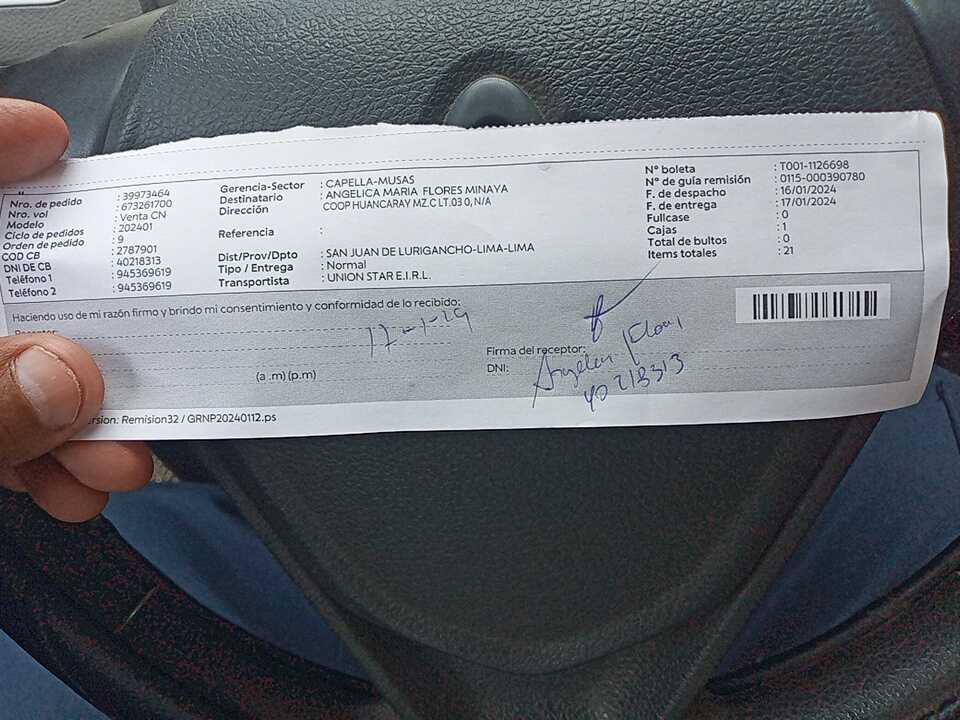 Nro. de pedido : 39973464
Nro. vol : 673261700
Modelo : Venta CN
Ciclo de pedidos : 202401
Orden de pedido : 9
COD CB : 2787901
DNI DE CB : 40218313
Teléfono 1 : 945369619
Teléfono 2 : 945369619
Gerencia-Sector : CAPELLA-MUSAS
Destinatario : ANGELICA MARIA FLORES MINAYA
Dirección COOP HUANCARAY MZ.C LT.03 0, N/A
Referencia :
Dist/Prov/Dpto : SAN JUAN DE LURIGANCHO-LIMA-LIMA
Tipo / Entrega : Normal
Transportista : UNION STAR E.I.R.L.
N° boleta : T001-1126698
N° de guía remisión : 0115-000390780
F. de despacho : 16/01/2024
F. de entrega : 17/01/2024
Fullcase : 0
Cajas : 1
Total de bultos : 0
Items totales : 21
Haciendo uso de mi razón firmo y brindo mi consentimiento y conformidad de lo recibido:
17-1-24
(a .m) (p.m)
Firma del receptor:
DNI:
40218313
rsion: Remision32 / GRNP20240112.ps